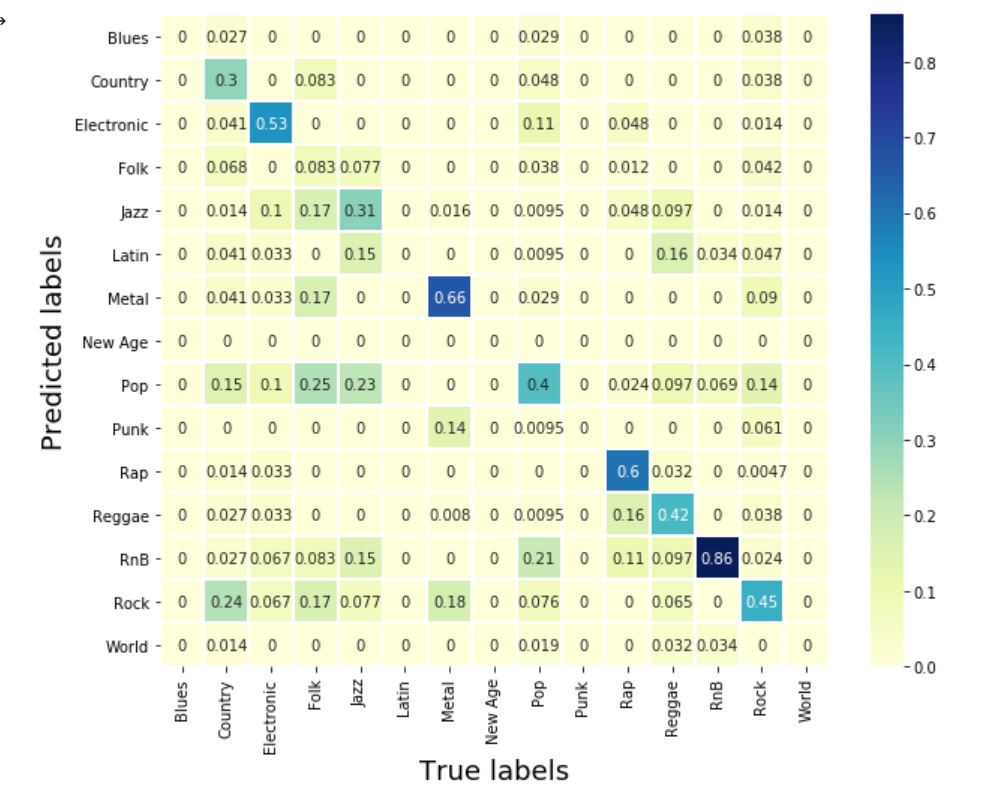 Blues 0 0.027 0 0 0 0 0 0 0.029 0 0 0 0 0.038 0
Country 0 0.3 0 0.083 0 0 0 0 0.048 0 0 0 0 0.038 0
0.8
Electronic 0 0.041 0.53 0 0 0 0 0 0.11 0 0.048 0 0 0.014 0
0.7
Folk 0 0.068 0 0.083 0.077 0 0 0 0.038 0 0.012 0 0 0.042 0
Jazz 0 0.014 0.1 0.17 0.31 0 0.016 0 0.0095 0 0.048 0.097 0 0.014 0
0.6
Latin 0 0.041 0.033 0 0.15 0 0 0 0.0095 0 0 0.16 0.034 0.047 0
Metal 0 0.041 0.033 0.17 0 0 0.66 0 0.029 0 0 0 0 0.09 0
0.5
New Age 0 0 0 0 0 0 0 0 0 0 0 0 0 0 0
0.4
Pop 0 0.15 0.1 0.25 0.23 0 0 0 0.4 0 0.024 0.097 0.069 0.14 0
Punk 0 0 0 0 0 0 0.14 0 0.0095 0 0 0 0 0.061 0
0.3
Rap 0 0.014 0.033 0 0 0 0 0 0 0 0.6 0.032 0 0.0047 0
Reggae 0 0.027 0.033 0 0 0 0.008 0 0.0095 0 0.16 0.42 0 0.038 0
0.2
RnB 0 0.027 0.067 0.083 0.15 0 0 0 0.21 0 0.11 0.097 0.86 0.024 0
0.1
Rock 0 0.24 0.067 0.17 0.077 0 0.18 0 0.076 0 0 0.065 0 0.45 0
World 0 0.014 0 0 0 0 0 0 0.019 0 0 0.032 0.034 0 0
0.0
Predicted labels
Blues Country Electronic Folk Jazz Latin Metal New Age Pop Punk Rap Reggae RnB Rock World
True labels